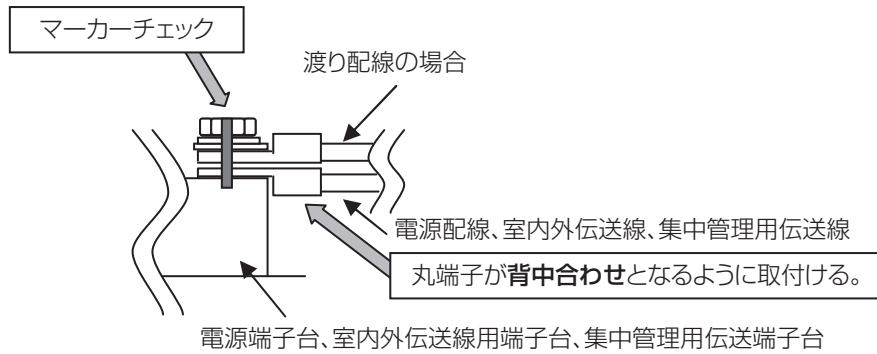 マーカーチェック
渡り配線の場合
電源配線、室内外伝送線、集中管理用伝送線
丸端子が背中合わせとなるように取付ける。
電源端子台、室内外伝送線用端子台、集中管理用伝送端子台